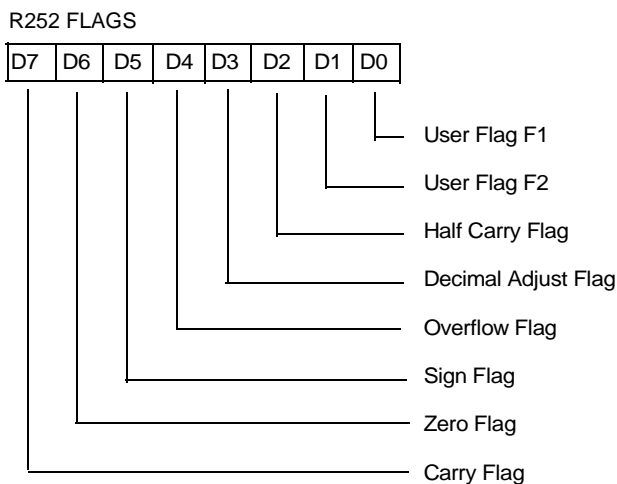 R252 FLAGS
D7 D6 D5 D4 D3 D2 D1 D0
User Flag F1
User Flag F2
Half Carry Flag
Decimal Adjust Flag
Overflow Flag
Sign Flag
Zero Flag
Carry Flag